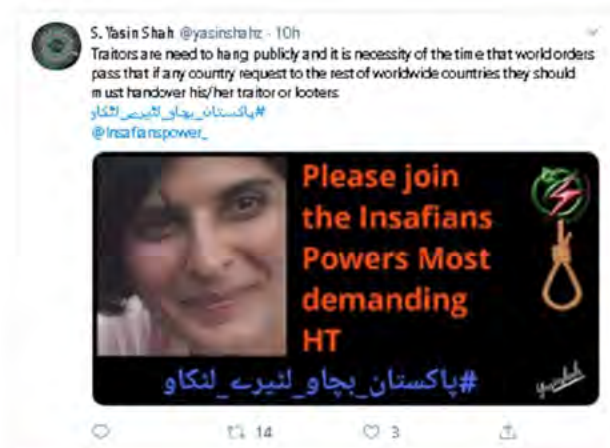 S. Yasin Shah @yasinshahz · 10h
Traitors are need to hang publicly and it is necessity of the time that world orders
pass that if any country request to the rest of worldwide countries they should
must handover his/her traitor or looters
#پاکستان_بچاو_لٹیرے_لٹکاو
@Insafianspower_
Please join
the Insafians
Powers Most
demanding
HT
#پاکستان_بچاو_لٹیرے_لٹکاو
14
3